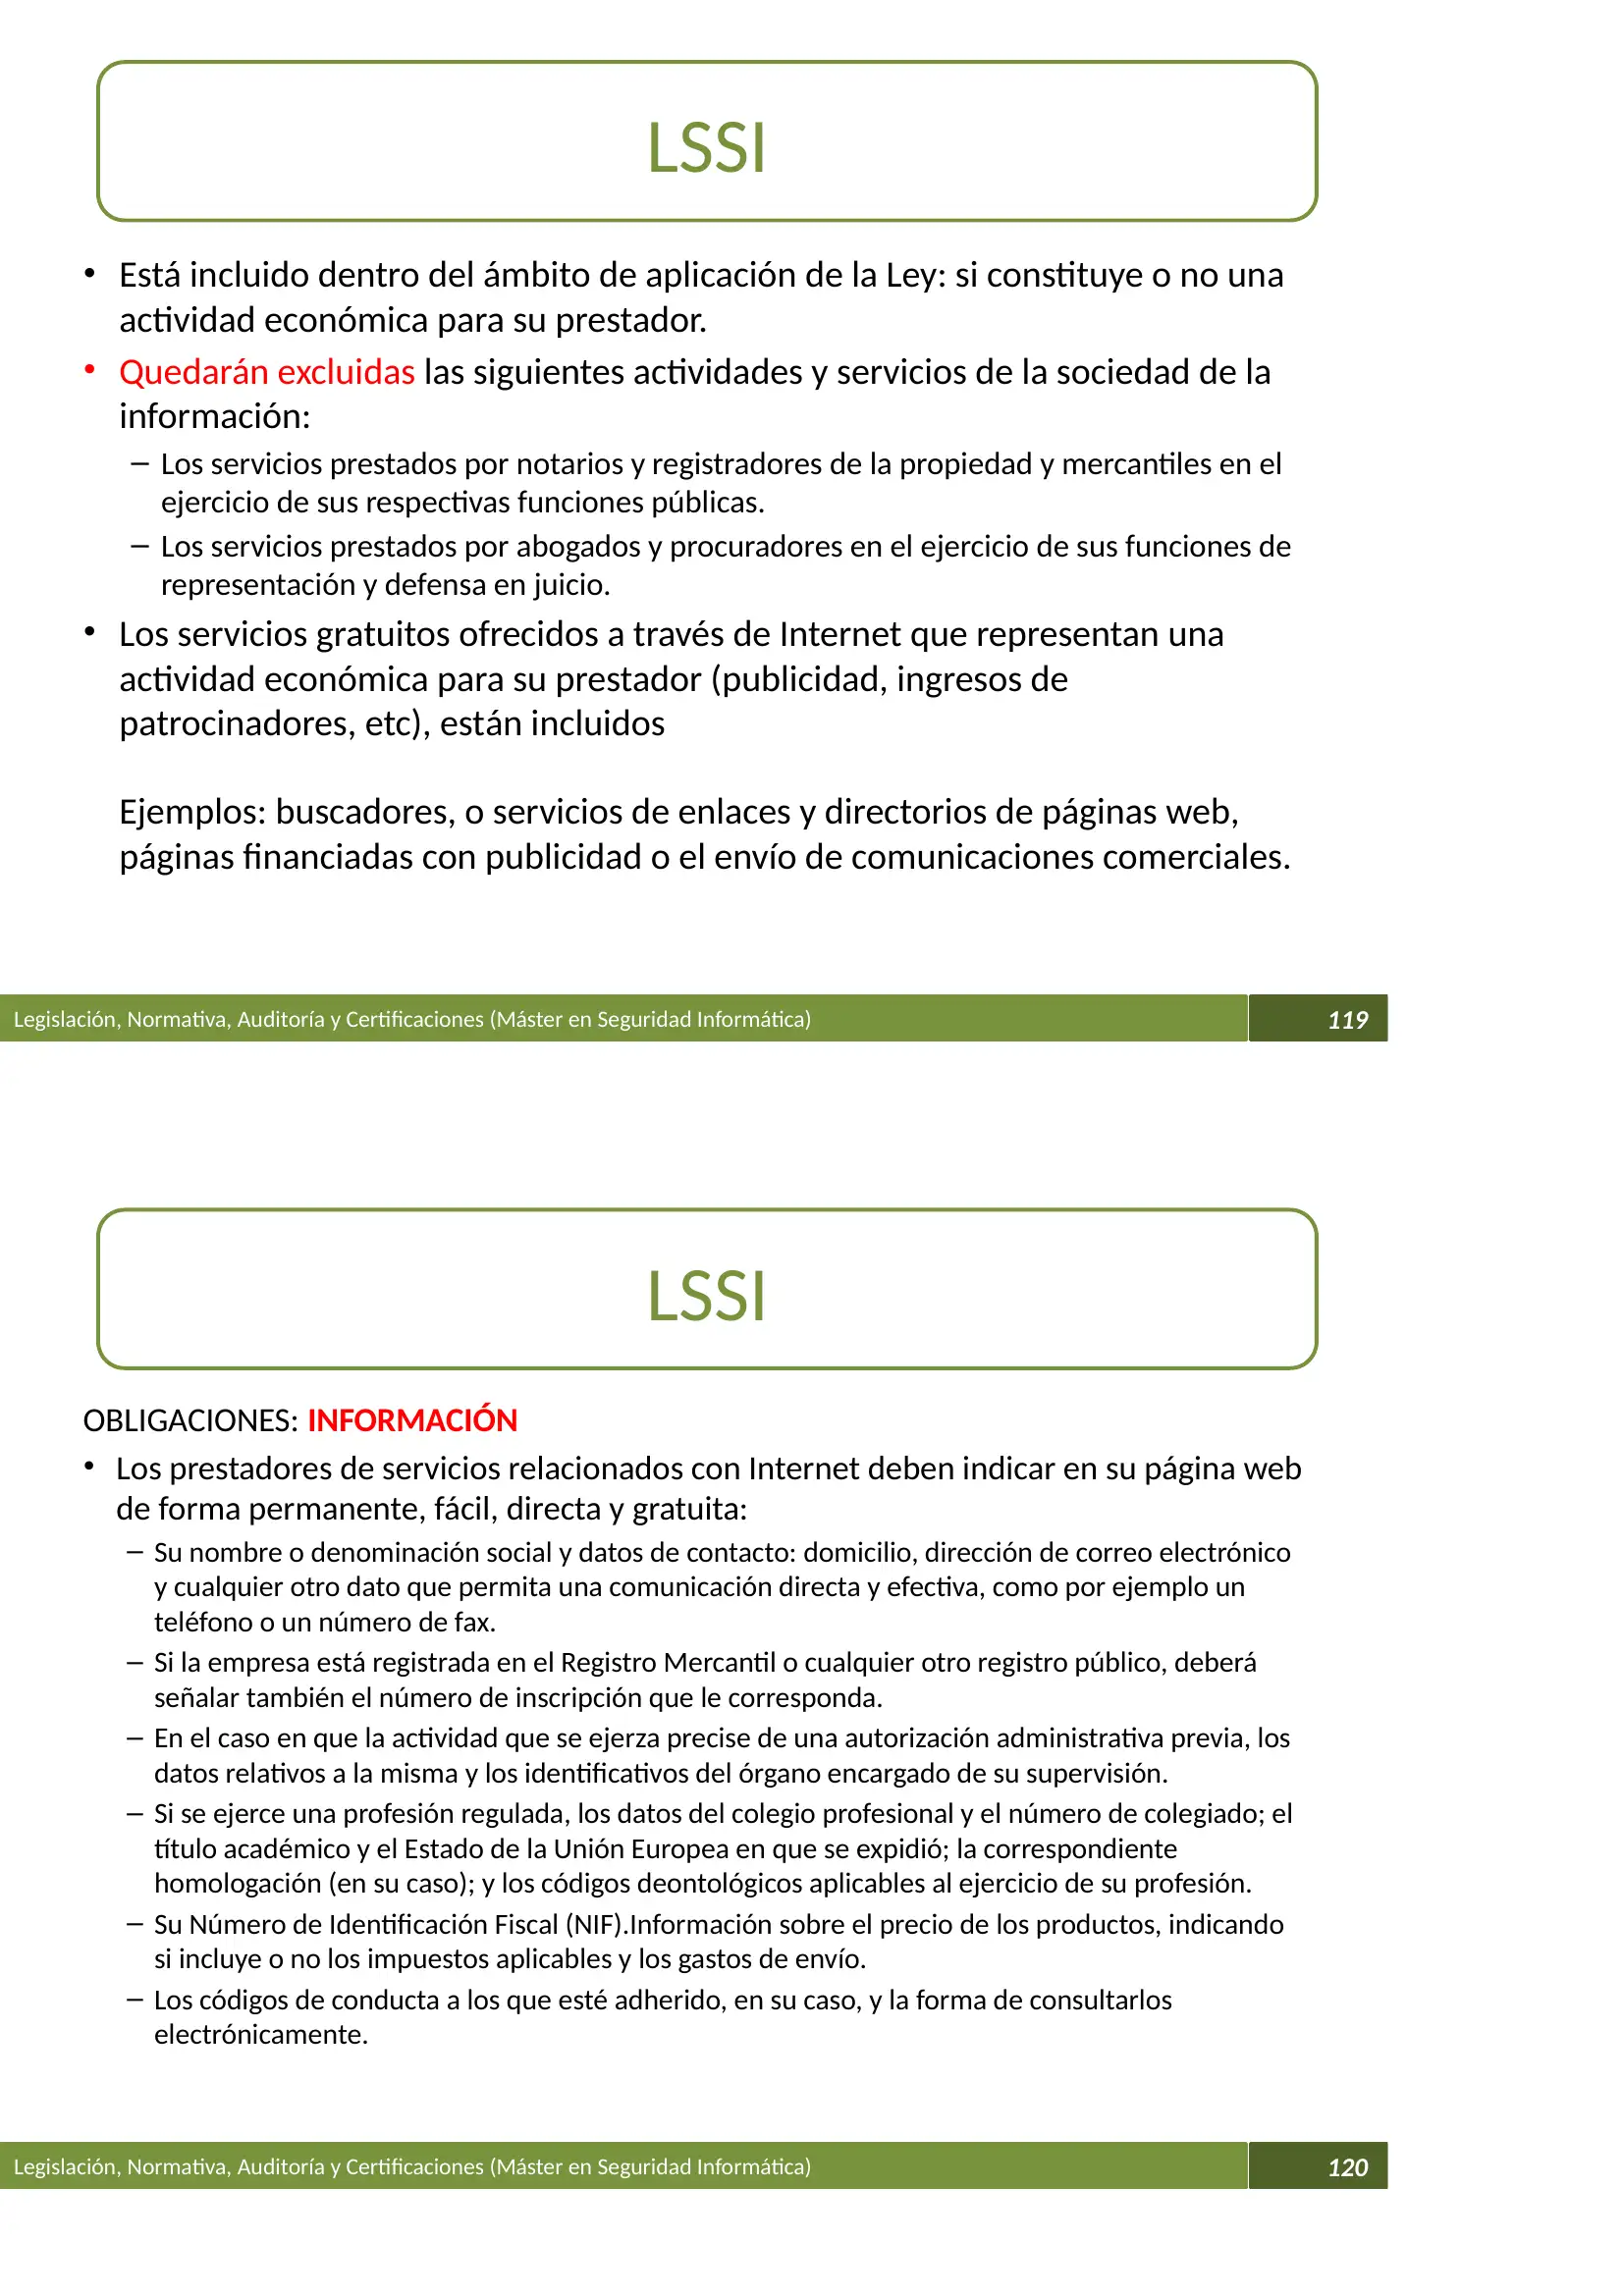 LSSI
• Está incluido dentro del ámbito de aplicación de la Ley: si constituye o no una
actividad económica para su prestador.
• Quedarán excluidas las siguientes actividades y servicios de la sociedad de la
información:
– Los servicios prestados por notarios y registradores de la propiedad y mercantiles en el
ejercicio de sus respectivas funciones públicas.
– Los servicios prestados por abogados y procuradores en el ejercicio de sus funciones de
representación y defensa en juicio.
• Los servicios gratuitos ofrecidos a través de Internet que representan una
actividad económica para su prestador (publicidad, ingresos de
patrocinadores, etc), están incluidos
Ejemplos: buscadores, o servicios de enlaces y directorios de páginas web,
páginas financiadas con publicidad o el envío de comunicaciones comerciales.
Legislación, Normativa, Auditoría y Certificaciones (Máster en Seguridad Informática) 119
LSSI
OBLIGACIONES: INFORMACIÓN
• Los prestadores de servicios relacionados con Internet deben indicar en su página web
de forma permanente, fácil, directa y gratuita:
– Su nombre o denominación social y datos de contacto: domicilio, dirección de correo electrónico
y cualquier otro dato que permita una comunicación directa y efectiva, como por ejemplo un
teléfono o un número de fax.
– Si la empresa está registrada en el Registro Mercantil o cualquier otro registro público, deberá
señalar también el número de inscripción que le corresponda.
– En el caso en que la actividad que se ejerza precise de una autorización administrativa previa, los
datos relativos a la misma y los identificativos del órgano encargado de su supervisión.
– Si se ejerce una profesión regulada, los datos del colegio profesional y el número de colegiado; el
título académico y el Estado de la Unión Europea en que se expidió; la correspondiente
homologación (en su caso); y los códigos deontológicos aplicables al ejercicio de su profesión.
– Su Número de Identificación Fiscal (NIF).Información sobre el precio de los productos, indicando
si incluye o no los impuestos aplicables y los gastos de envío.
– Los códigos de conducta a los que esté adherido, en su caso, y la forma de consultarlos
electrónicamente.
Legislación, Normativa, Auditoría y Certificaciones (Máster en Seguridad Informática) 120